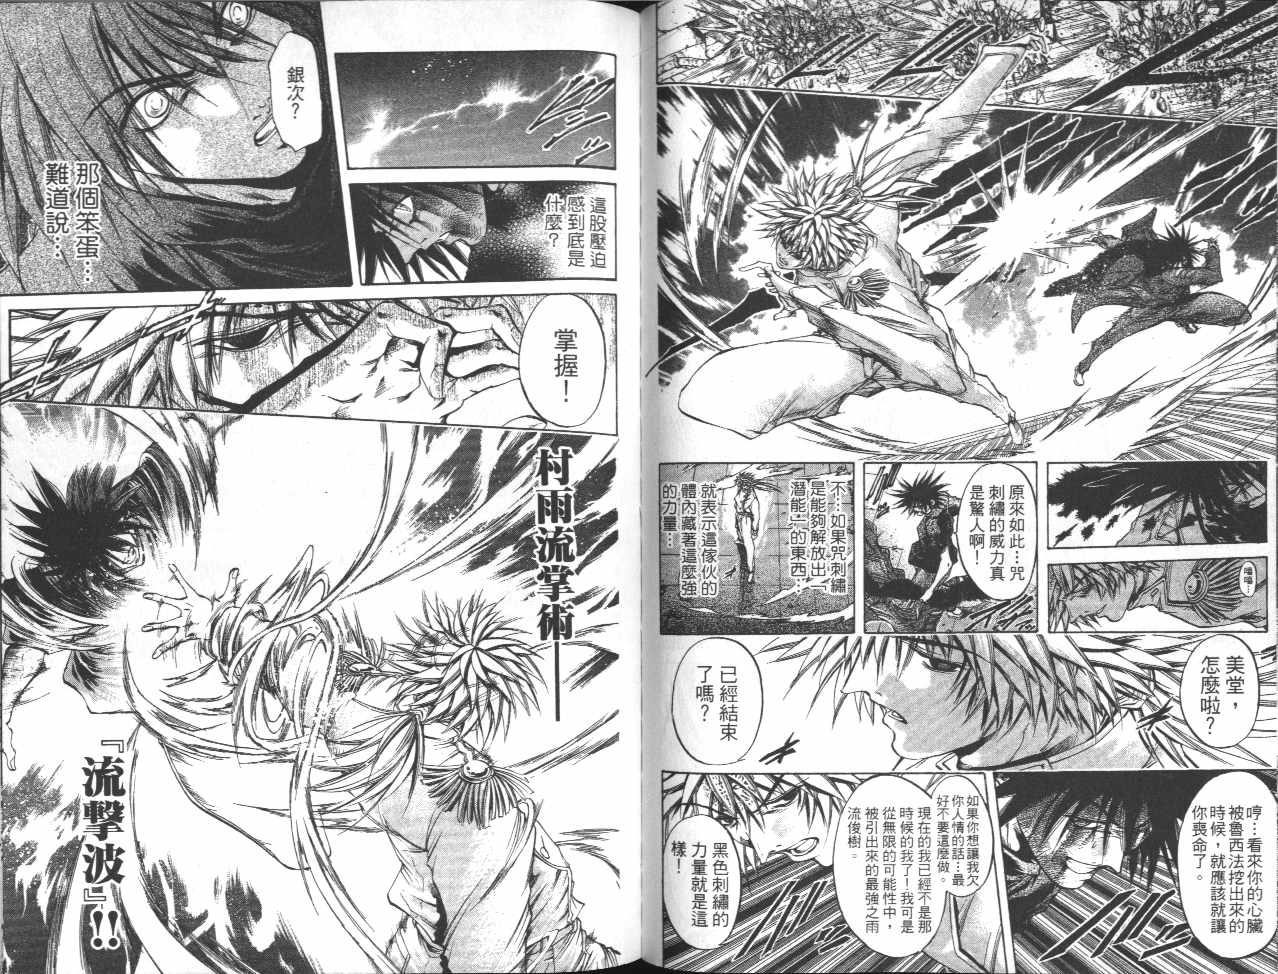 原來如此…咒
刺繡的威力真
是驚人啊！
不…如果咒刺繡
是能夠解放出「
潛能」的東西…
就表示這傢伙的
體內藏著這麼強
的力量…
嗚嗚…
美堂，
怎麼啦？
已經結束
了嗎？
哼…看來你的心臟
被魯西法挖出來的
時候，就應該就讓
你喪命了。
如果你想讓我欠
你人情的話…最
好不要這麼做。
現在的我已經不是那
時候的我了！我可是
從無限的可能性中，
被引出來的最強之雨
流俊樹。
黑色刺繡的
力量就是這
樣！
這股壓迫
感到底是
什麼？
銀次？
那個笨蛋…
難道說…
掌握！
村雨流掌術──
『流擊波』!!